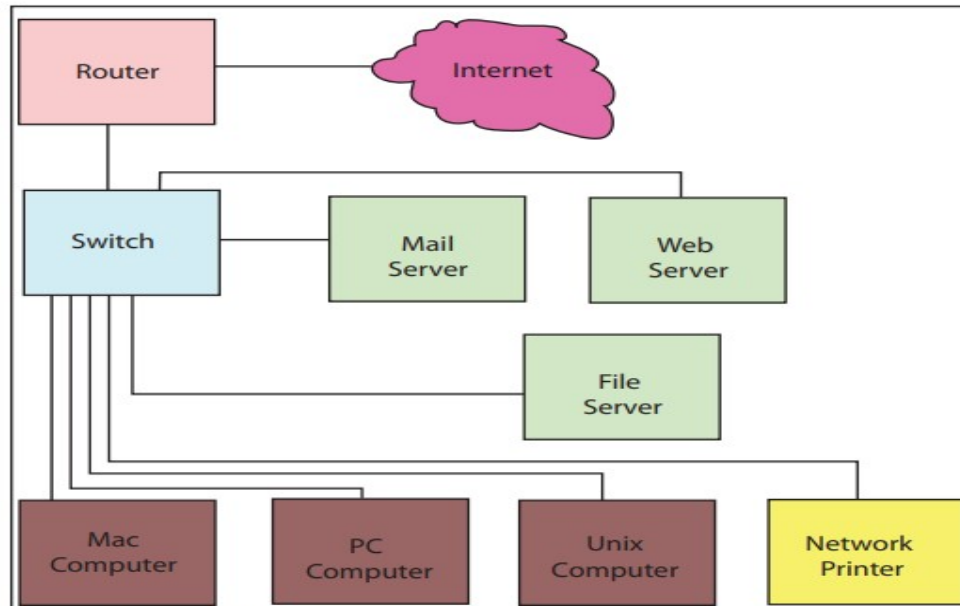 Router
Internet
Switch
Mail
Server
Web
Server
File
Server
Mac
Computer
PC
Computer
Unix
Computer
Network
Printer